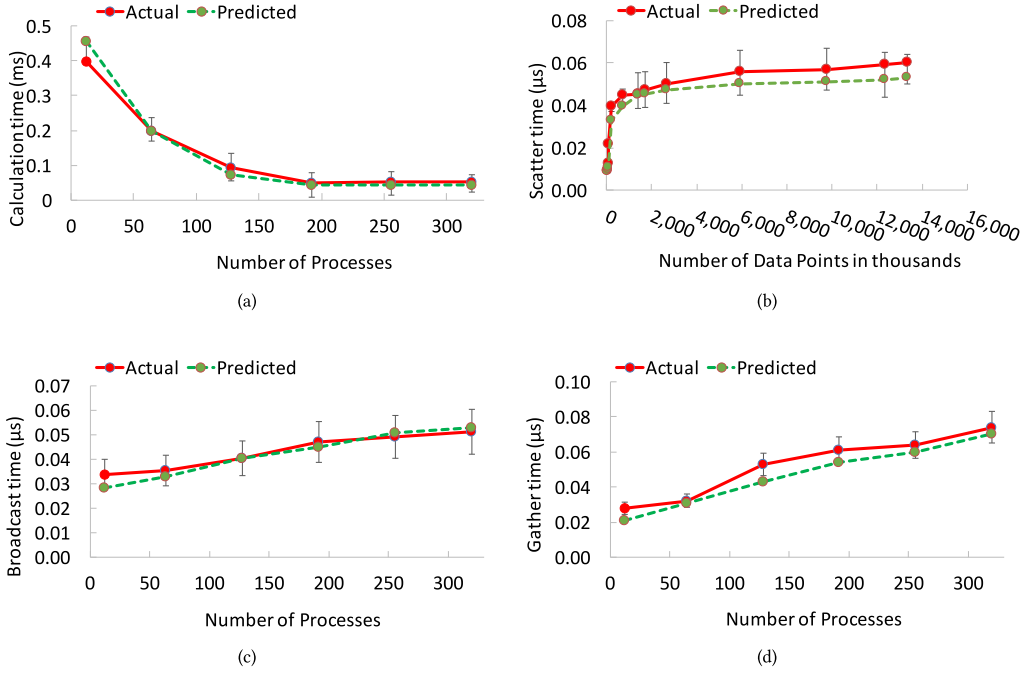 Actual Predicted
Calculation time (ms)
0.5
0.4
0.3
0.2
0.1
0
0 50 100 150 200 250 300
Number of Processes
(a)
Actual Predicted
Scatter time (μs)
0.08
0.06
0.04
0.02
0.00
0 2,000 4,000 6,000 8,000 10,000 12,000 14,000 16,000
Number of Data Points in thousands
(b)
Actual Predicted
Broadcast time (μs)
0.07
0.06
0.05
0.04
0.03
0.02
0.01
0.00
0 50 100 150 200 250 300
Number of Processes
(c)
Actual Predicted
Gather time (μs)
0.10
0.08
0.06
0.04
0.02
0.00
0 50 100 150 200 250 300
Number of Processes
(d)